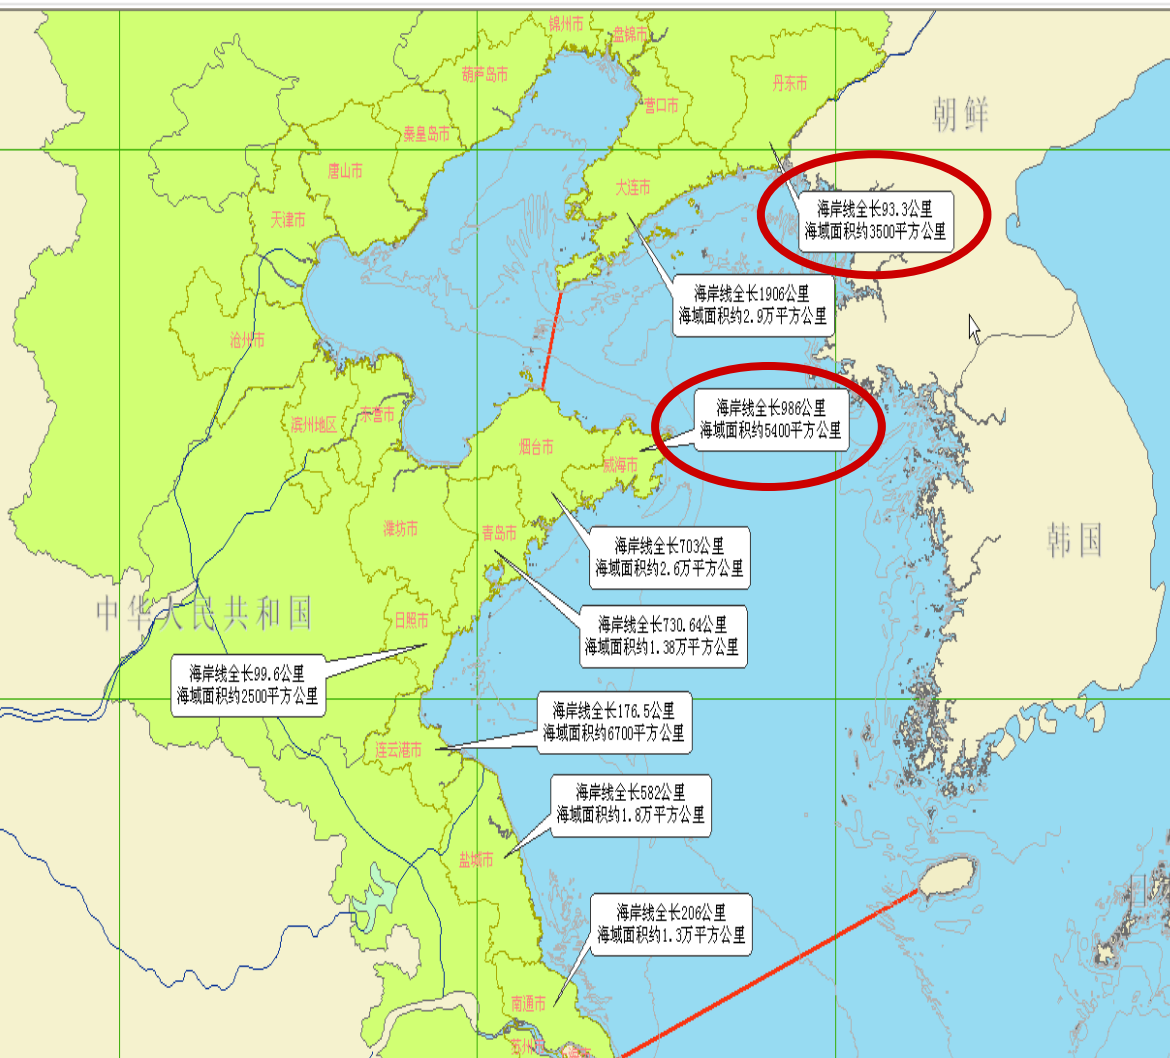 锦州市
盘锦市
葫芦岛市
丹东市
营口市
朝鲜
秦皇岛市
唐山市
大连市
天津市
海岸线全长93.3公里
海域面积约3500平方公里
海岸线全长1906公里
海域面积约2.9万平方公里
沧州市
海岸线全长986公里
海域面积约5400平方公里
滨州地区
东营市
烟台市
威海市
潍坊市
青岛市
韩国
海岸线全长703公里
海域面积约2.6万平方公里
中华人民共和国
日照市
海岸线全长730.64公里
海域面积约1.38万平方公里
海岸线全长99.6公里
海域面积约2500平方公里
海岸线全长176.5公里
海域面积约6700平方公里
连云港市
海岸线全长582公里
海域面积约1.8万平方公里
盐城市
日
海岸线全长206公里
海域面积约1.3万平方公里
南通市
苏州市